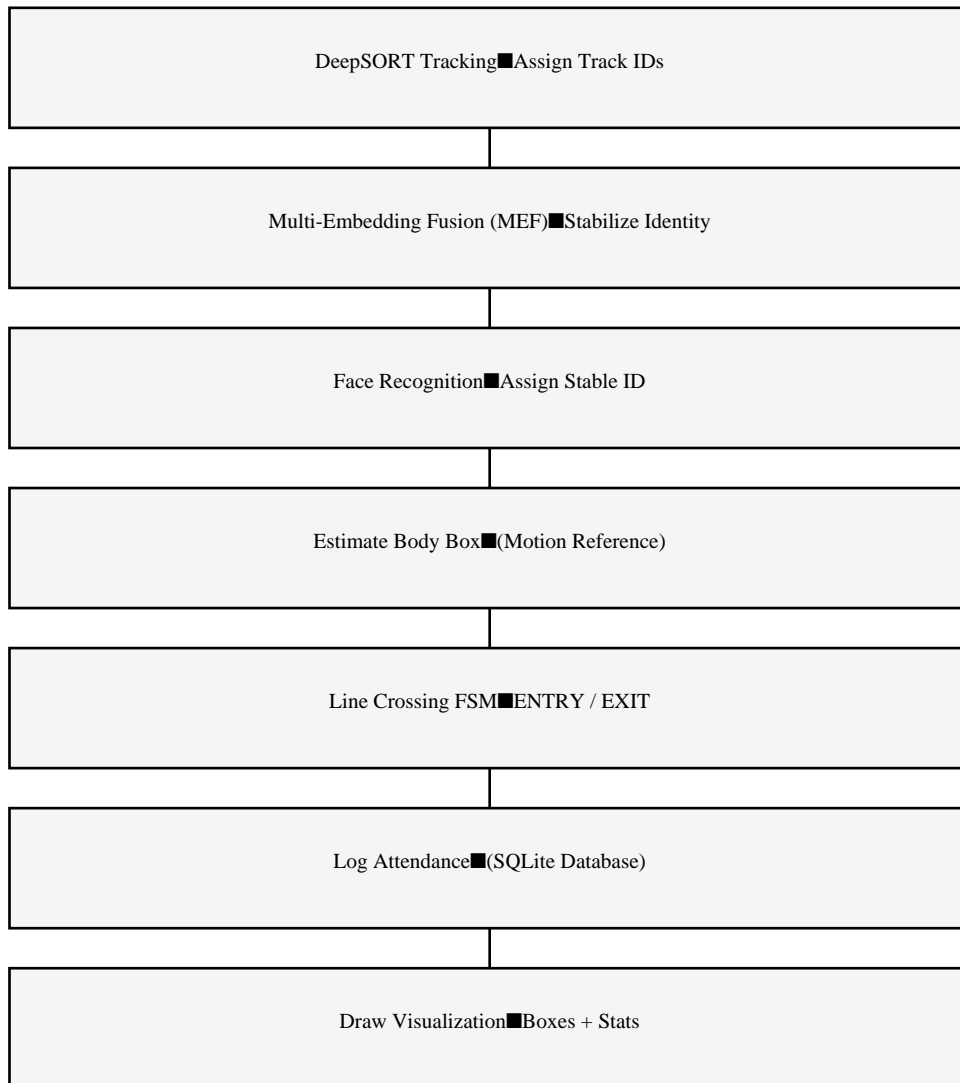 DeepSORT Tracking■Assign Track IDs
Multi-Embedding Fusion (MEF)■Stabilize Identity
Face Recognition■Assign Stable ID
Estimate Body Box■(Motion Reference)
Line Crossing FSM■ENTRY / EXIT
Log Attendance■(SQLite Database)
Draw Visualization■Boxes + Stats